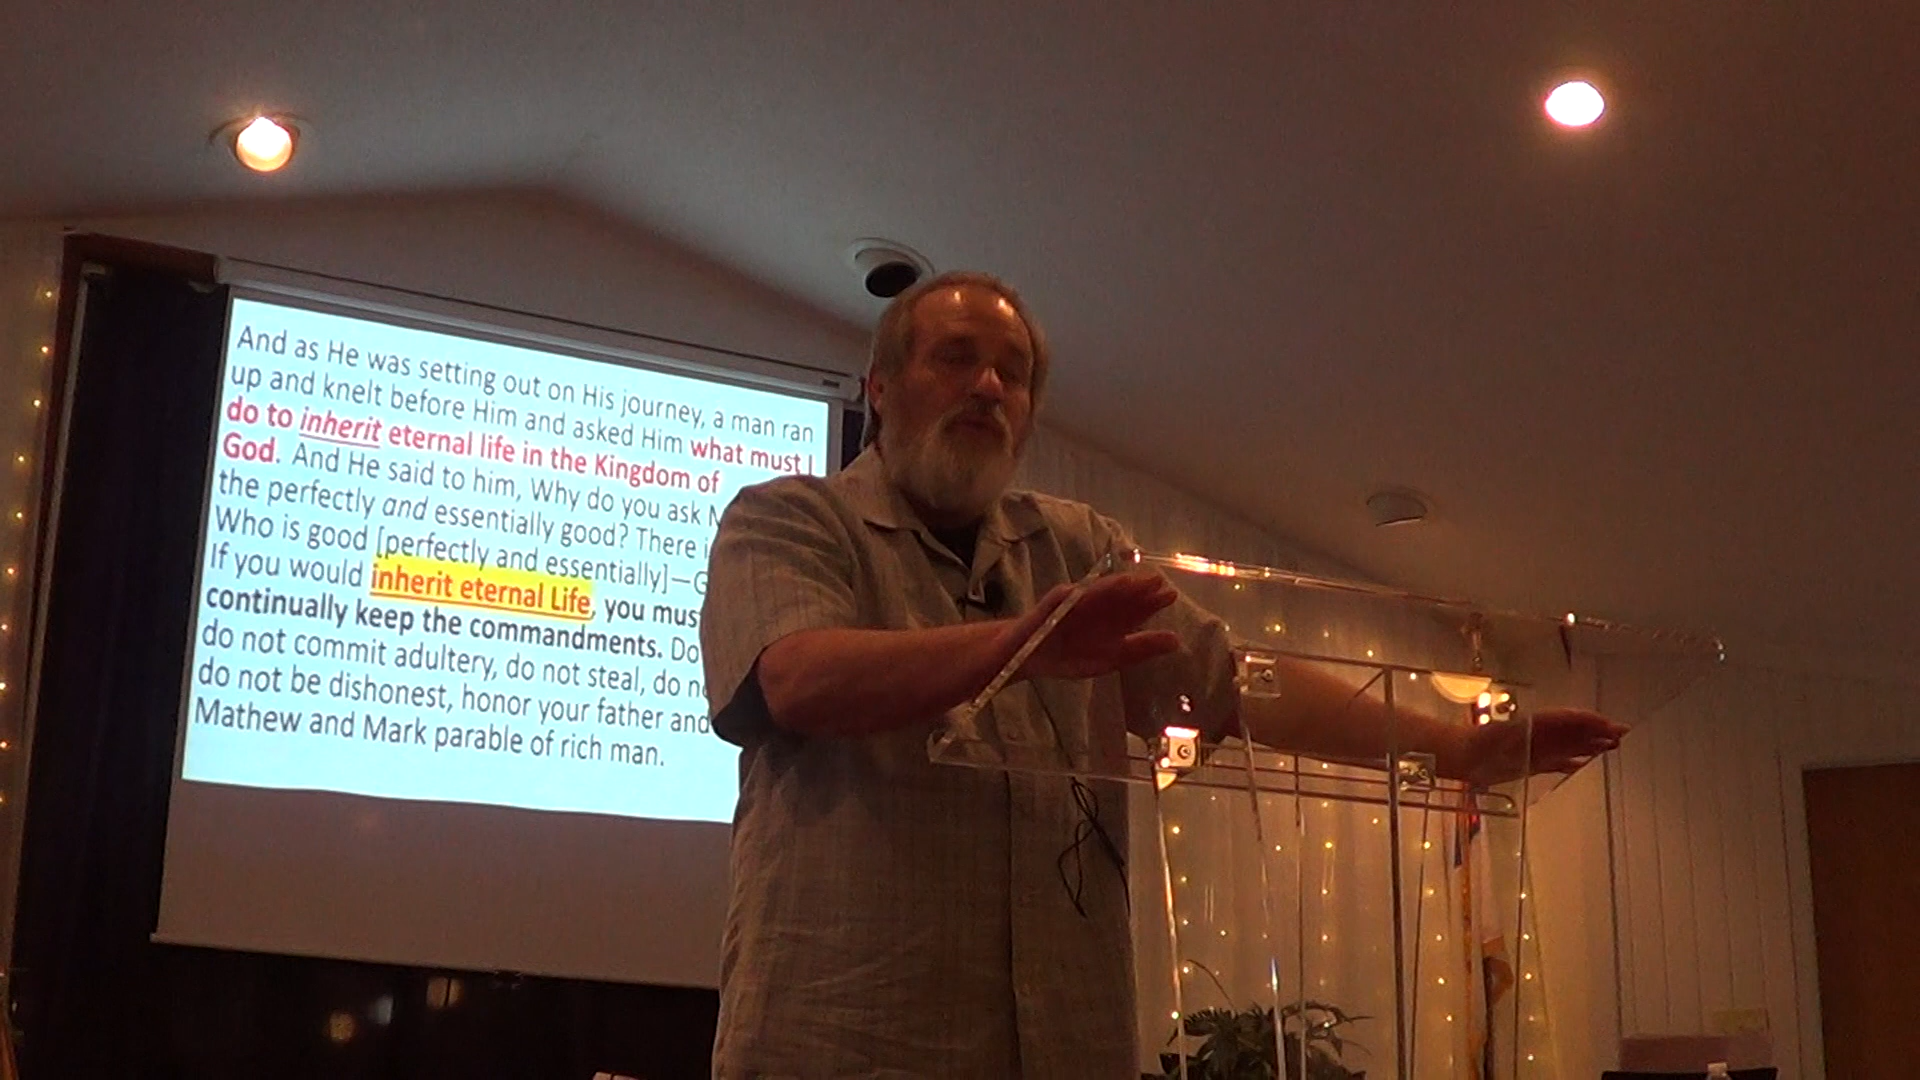 And as He was setting out on His journey, a man ran
up and knelt before Him and asked Him what must I
do to inherit eternal life in the Kingdom of
God. And He said to him, Why do you ask
the perfectly and essentially good? There
Who is good [perfectly and essentially]—G
If you would inherit eternal Life, you mus
continually keep the commandments. Do
do not commit adultery, do not steal, do
do not be dishonest, honor your father and
Mathew and Mark parable of rich man.